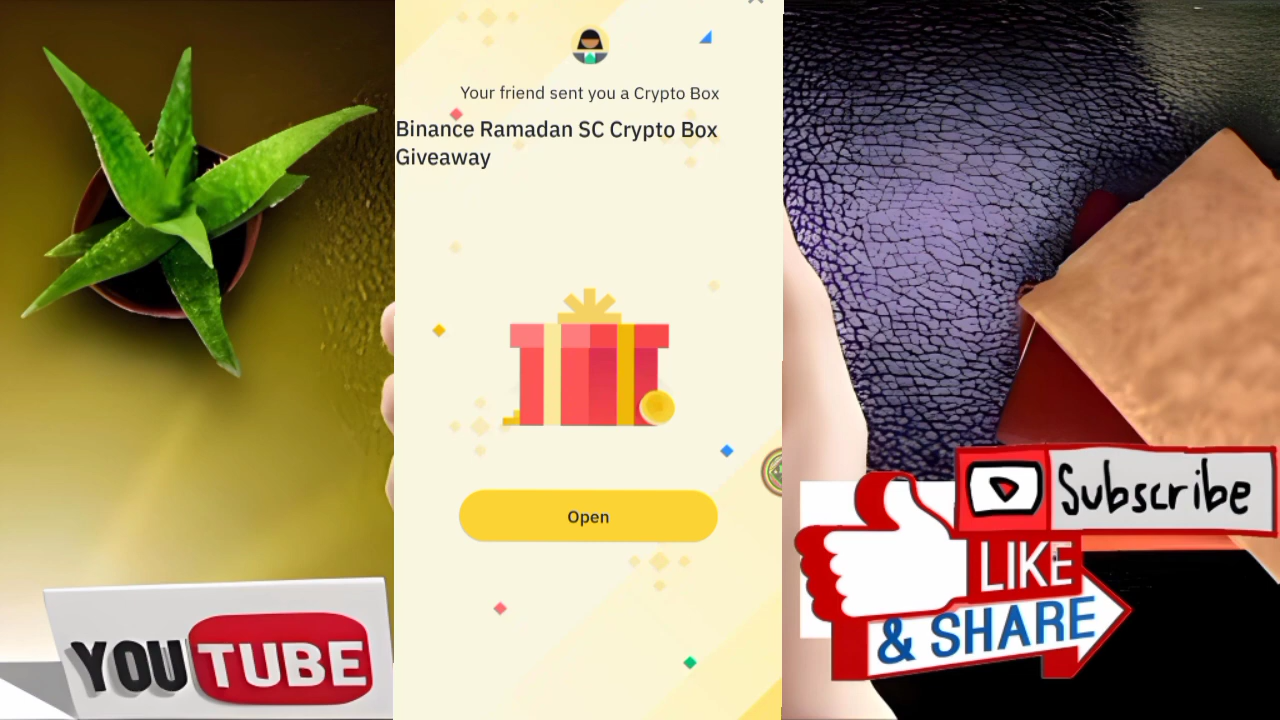 Your friend sent you a Crypto Box
Binance Ramadan SC Crypto Box
Giveaway
Open
YOUTUBE
Subscribe
LIKE
& SHARE